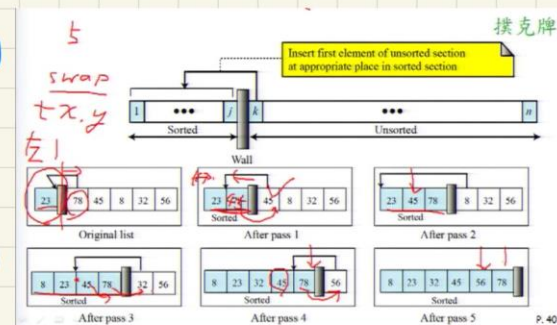 撲克牌
5
Insert first element of unsorted section
at appropriate place in sorted section
swap
t x.y
1 ••• j k ••• n
Sorted Unsorted
Wall
23 78 45 8 32 56
Original list
23 45 8 32 56
Sorted
After pass 1
23 45 78 8 32 56
Sorted
After pass 2
8 23 45 78 32 56
Sorted
After pass 3
8 23 32 45 78 56
Sorted
After pass 4
8 23 32 45 56 78
Sorted
After pass 5
P. 40